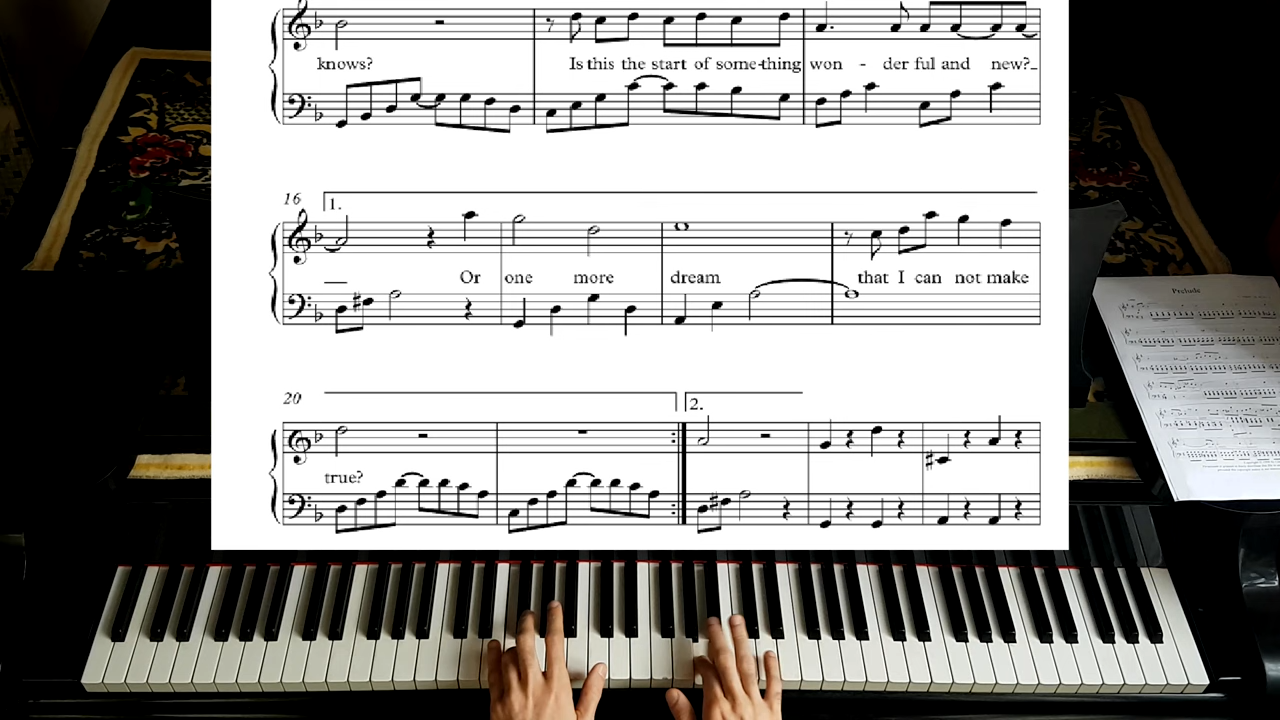 knows? Is this the start of some-thing won - der ful and new?_
16 1.
Or one more dream that I can not make
20 2.
true?
Prelude